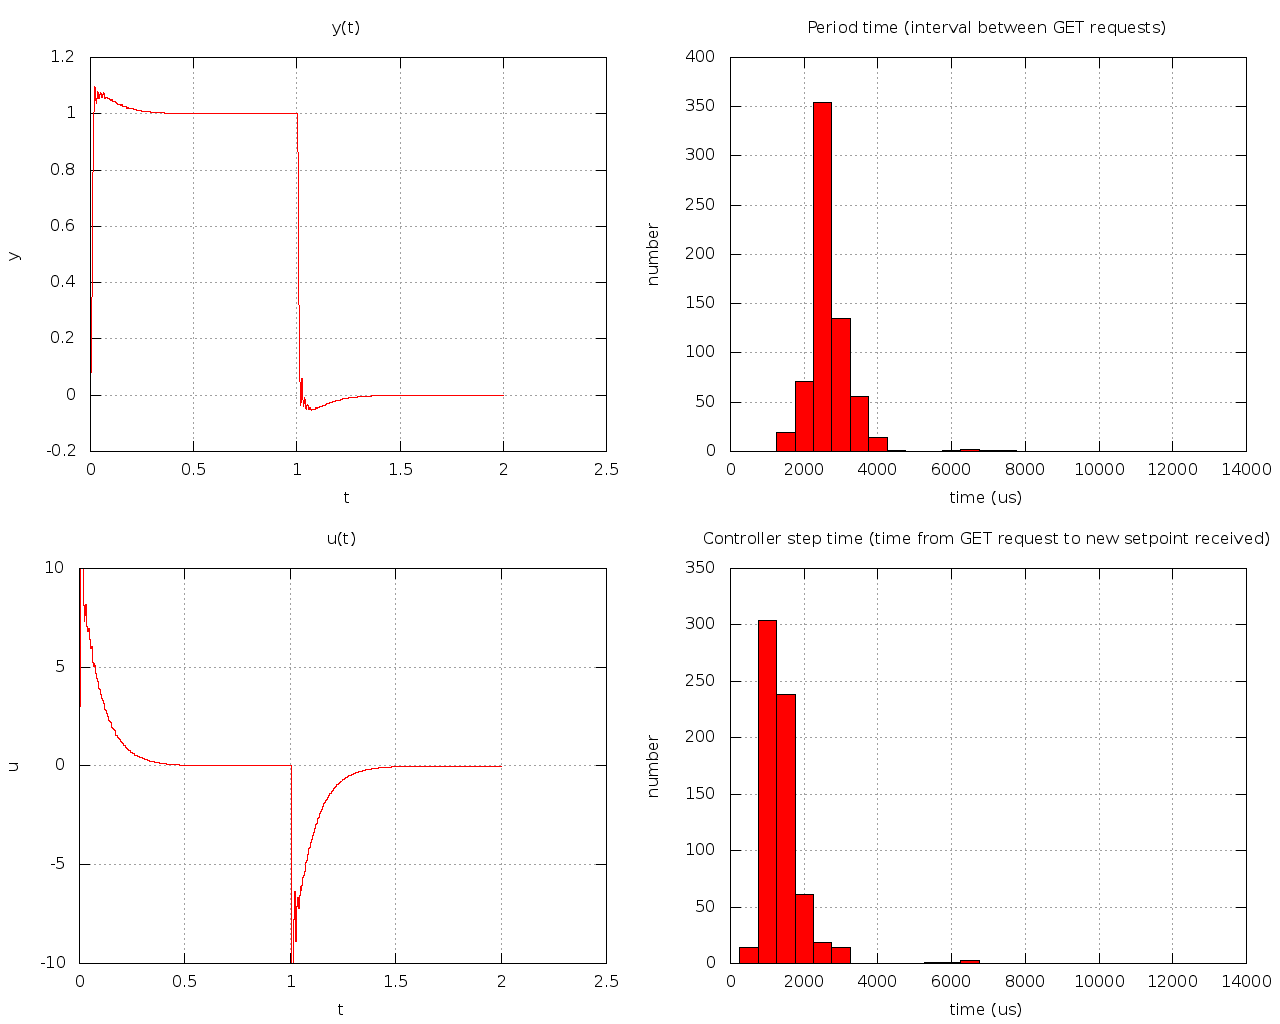 y(t)
1.2
1
0.8
0.6
0.4
0.2
0
-0.2
y
0 0.5 1 1.5 2 2.5
t
Period time (interval between GET requests)
400
350
300
250
200
150
100
50
0
number
0 2000 4000 6000 8000 10000 12000 14000
time (us)
u(t)
10
5
0
-5
-10
u
0 0.5 1 1.5 2 2.5
t
Controller step time (time from GET request to new setpoint received)
350
300
250
200
150
100
50
0
number
0 2000 4000 6000 8000 10000 12000 14000
time (us)